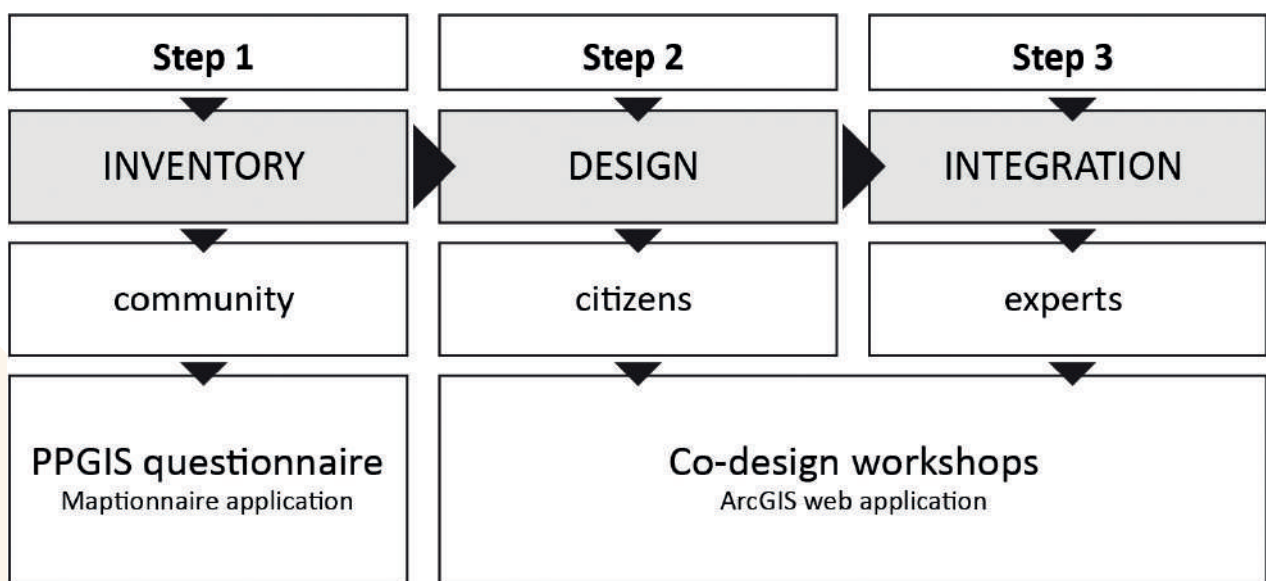 Step 1
Step 2
Step 3
INVENTORY
DESIGN
INTEGRATION
community
citizens
experts
PPGIS questionnaire
Maptionnaire application
Co-design workshops
ArcGIS web application